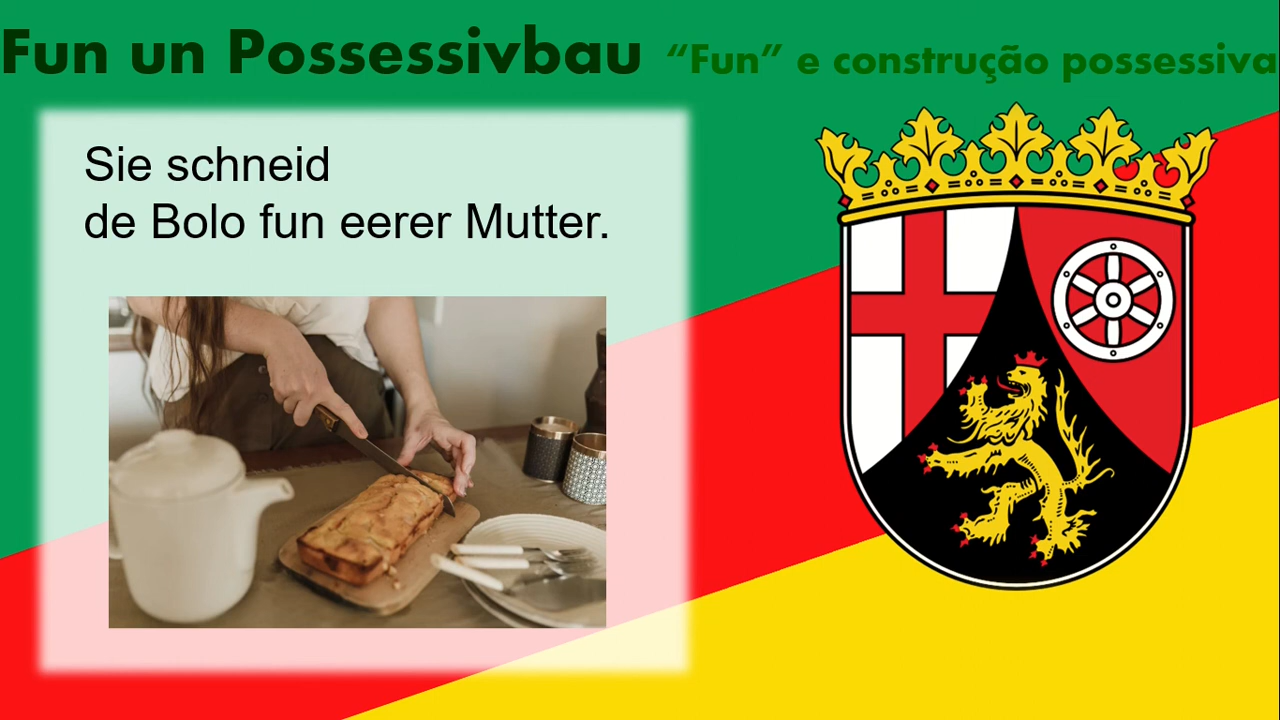 Fun un Possessivbau “Fun” e construção possessiva
Sie schneid
de Bolo fun eerer Mutter.